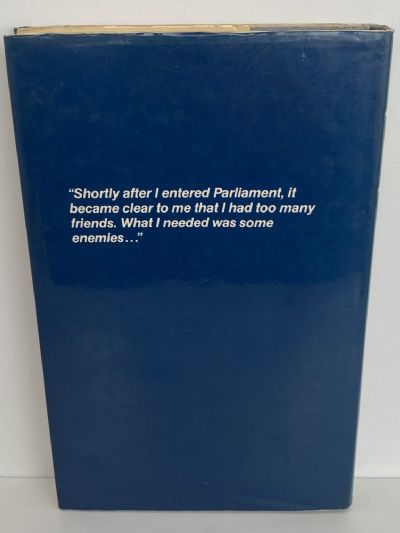 "Shortly after I entered Parliament, it
became clear to me that I had too many
friends. What I needed was some
enemies..."